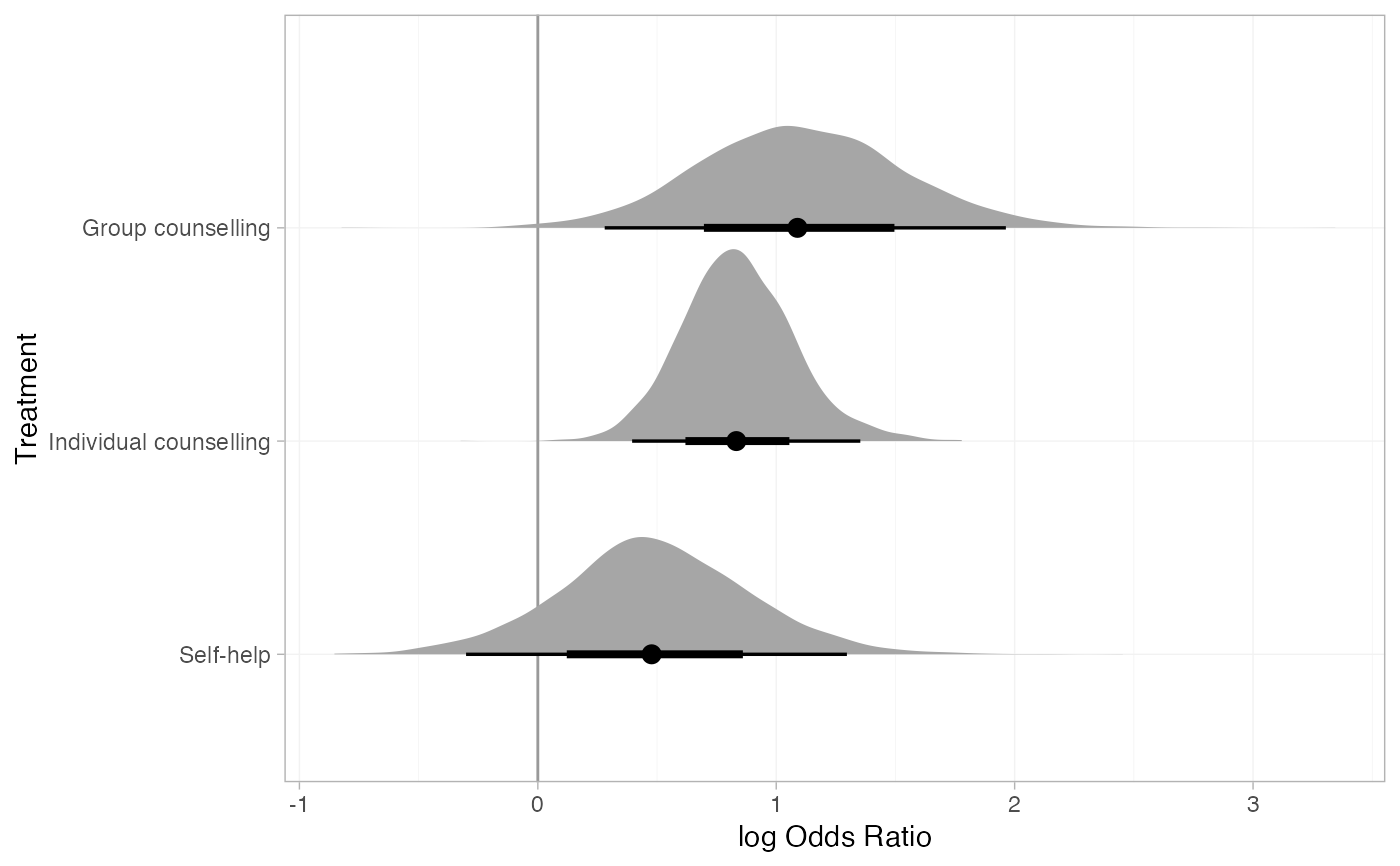 Treatment
Group counselling
Individual counselling
Self-help
-1 0 1 2 3
log Odds Ratio